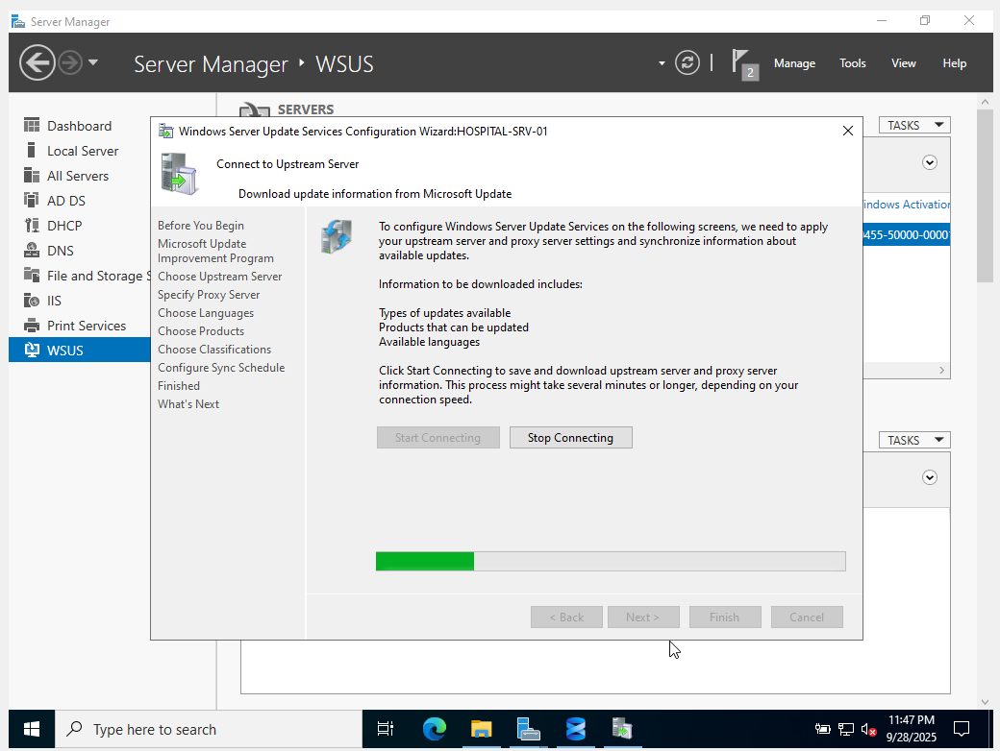 Server Manager
Server Manager ‣ WSUS
2
Manage
Tools
View
Help
Dashboard
Local Server
All Servers
AD DS
DHCP
DNS
File and Storage S
IIS
Print Services
WSUS
SERVERS
TASKS
indows Activation
0455-50000-0000
TASKS
Windows Server Update Services Configuration Wizard:HOSPITAL-SRV-01
Connect to Upstream Server
Download update information from Microsoft Update
Before You Begin
Microsoft Update
Improvement Program
Choose Upstream Server
Specify Proxy Server
Choose Languages
Choose Products
Choose Classifications
Configure Sync Schedule
Finished
What's Next
To configure Windows Server Update Services on the following screens, we need to apply
your upstream server and proxy server settings and synchronize information about
available updates.
Information to be downloaded includes:
Types of updates available
Products that can be updated
Available languages
Click Start Connecting to save and download upstream server and proxy server
information. This process might take several minutes or longer, depending on your
connection speed.
Start Connecting
Stop Connecting
< Back
Next >
Finish
Cancel
Type here to search
11:47 PM
9/28/2025